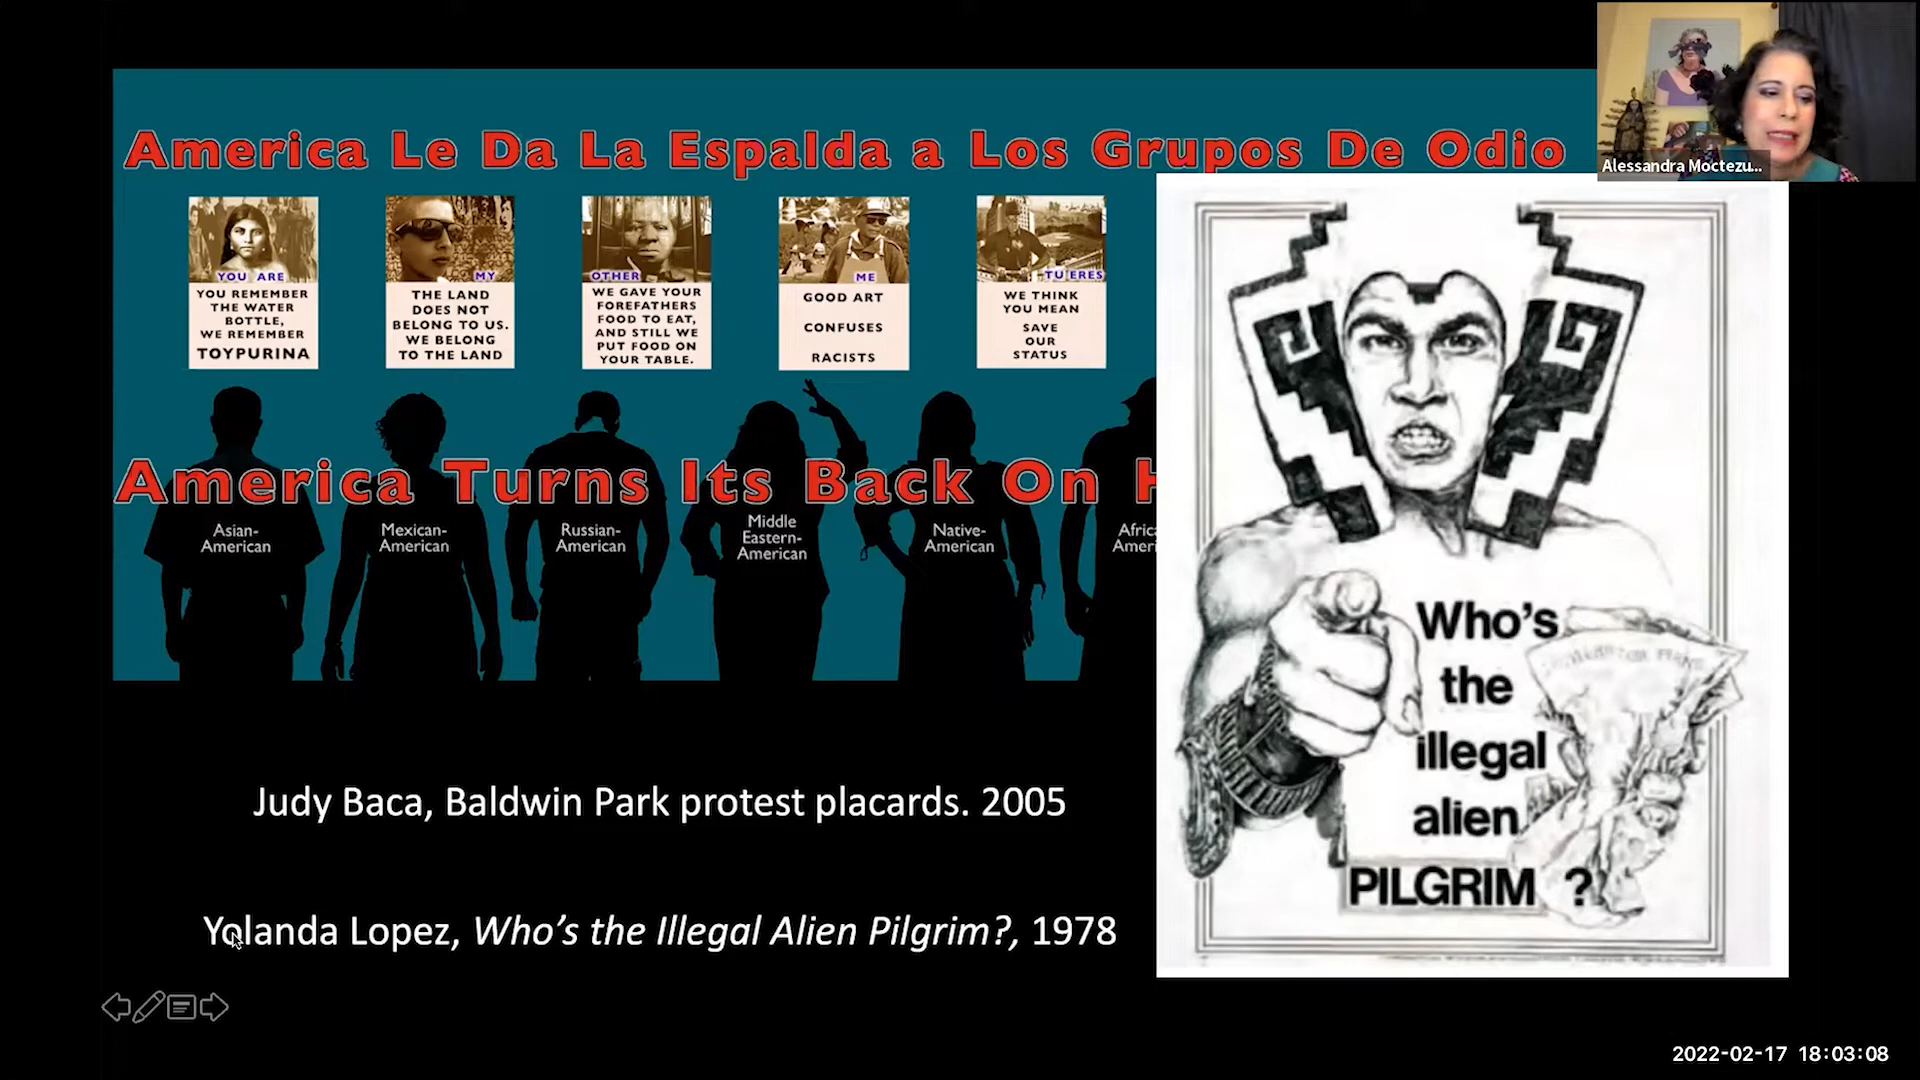 Alessandra Moctezu...
America Le Da La Espalda a Los Grupos De Odio
YOU ARE
YOU REMEMBER
THE WATER
BOTTLE,
WE REMEMBER
TOYPURINA
MY
THE LAND
DOES NOT
BELONG TO US.
WE BELONG
TO THE LAND
OTHER
WE GAVE YOUR
FOREFATHERS
FOOD TO EAT,
AND STILL WE
PUT FOOD ON
YOUR TABLE.
ME
GOOD ART
CONFUSES
RACISTS
TU ERES
WE THINK
YOU MEAN
SAVE
OUR
STATUS
America Turns Its Back On H
Asian-
American
Mexican-
American
Russian-
American
Middle
Eastern-
American
Native-
American
Africa
Ameri
Who's
the
illegal
alien
PILGRIM ?
Judy Baca, Baldwin Park protest placards. 2005
Yolanda Lopez, Who's the Illegal Alien Pilgrim?, 1978
2022-02-17 18:03:08